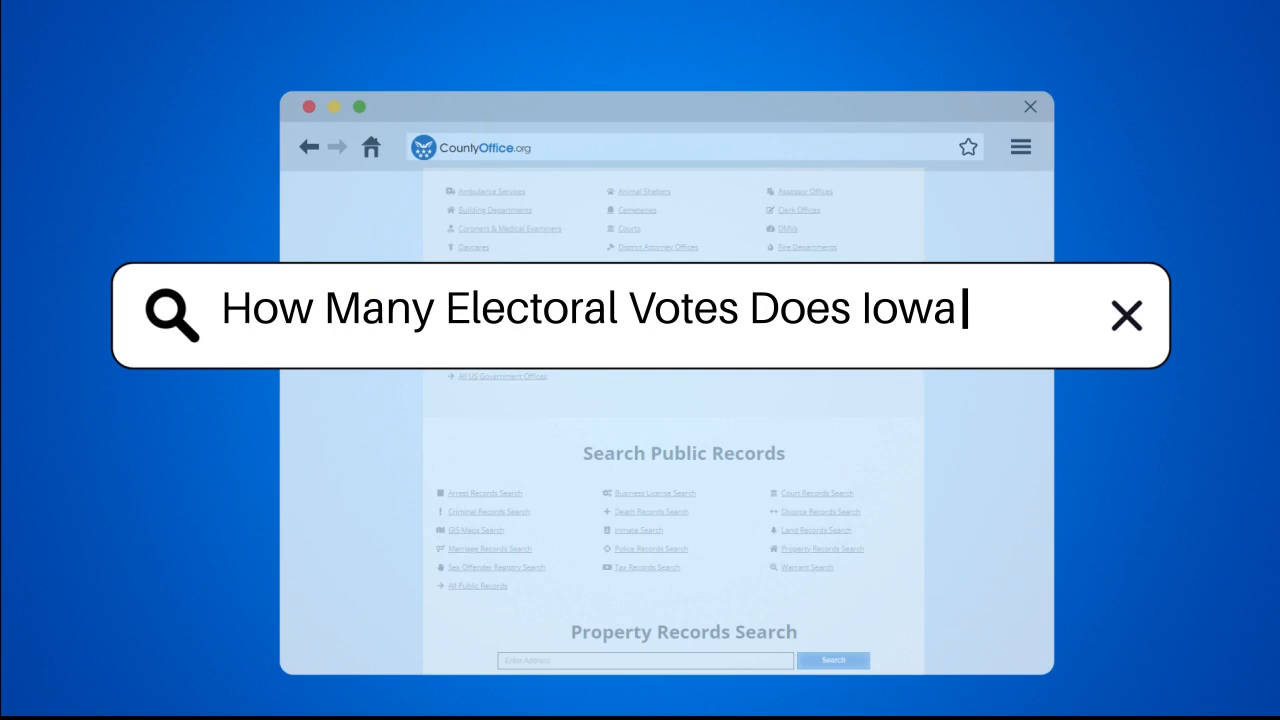 CountyOffice.org
Ambulance Services Animal Shelters Assessor Offices
Building Departments Cemeteries Clerk Offices
Coroners & Medical Examiners Courts DMVs
Daycares District Attorney Offices Fire Departments
How Many Electoral Votes Does Iowa
All US Government Offices
Search Public Records
Arrest Records Search Business License Search Court Records Search
Criminal Records Search Death Records Search Divorce Records Search
GIS Maps Search Inmate Search Land Records Search
Marriage Records Search Police Records Search Property Records Search
Sex Offender Registry Search Tax Records Search Warrant Search
All Public Records
Property Records Search
Enter Address Search